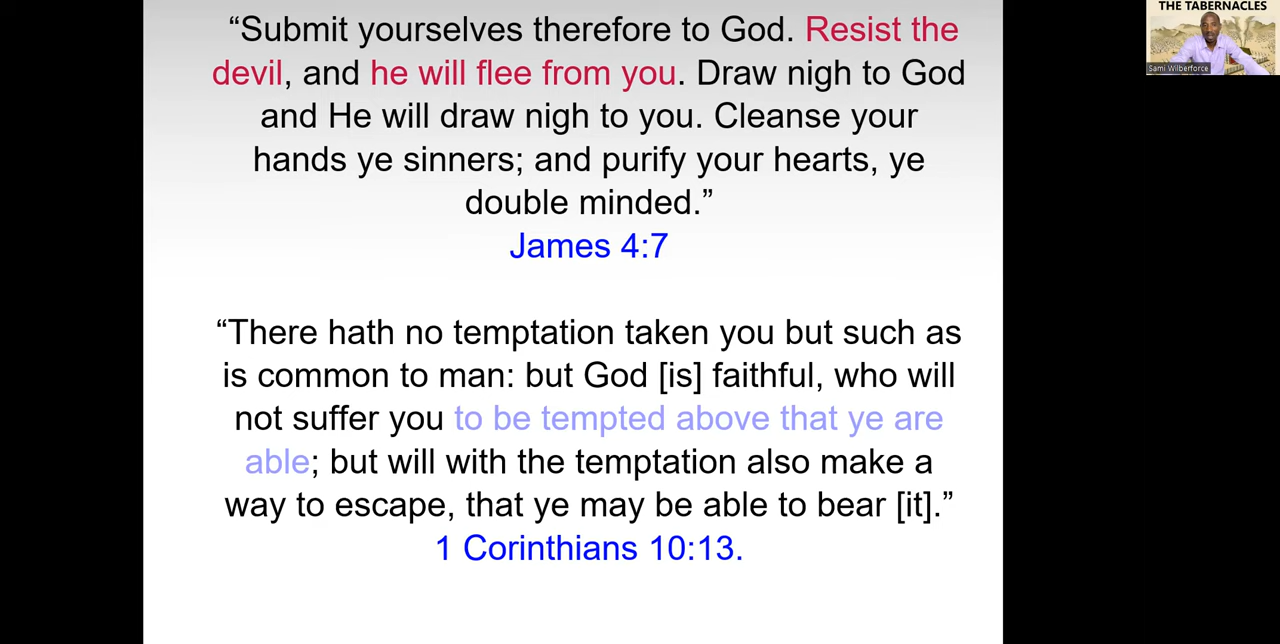 “Submit yourselves therefore to God. Resist the
devil, and he will flee from you. Draw nigh to God
and He will draw nigh to you. Cleanse your
hands ye sinners; and purify your hearts, ye
double minded.”
James 4:7
“There hath no temptation taken you but such as
is common to man: but God [is] faithful, who will
not suffer you to be tempted above that ye are
able; but will with the temptation also make a
way to escape, that ye may be able to bear [it].”
1 Corinthians 10:13.
THE TABERNACLES
Sami Wilberforce